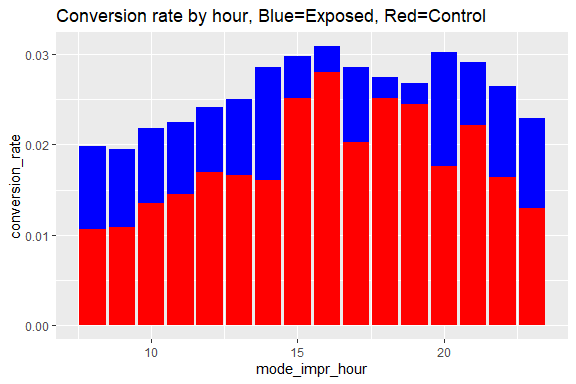 Conversion rate by hour, Blue=Exposed, Red=Control
conversion_rate
0.03
0.02
0.01
0.00
10
15
20
mode_impr_hour